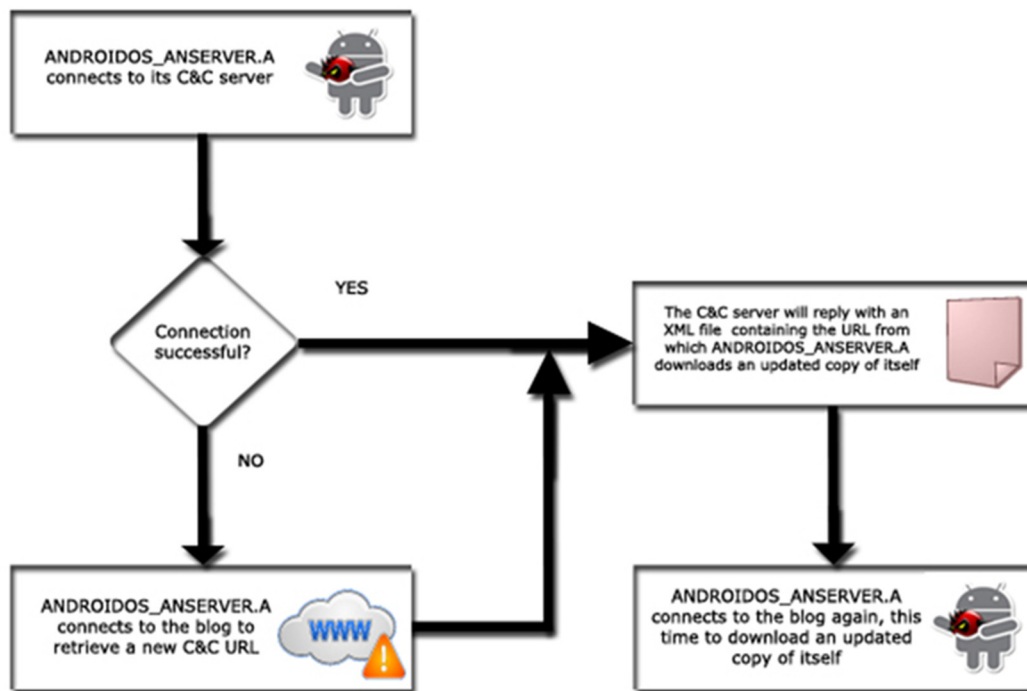 ANDROIDOS_ANSERVER.A
connects to its C&C server
Connection
successful?
YES
NO
The C&C server will reply with an
XML file containing the URL from
which ANDROIDOS_ANSERVER.A
downloads an updated copy of itself
ANDROIDOS_ANSERVER.A
connects to the blog to
retrieve a new C&C URL
WWW
!
ANDROIDOS_ANSERVER.A
connects to the blog again, this
time to download an updated
copy of itself